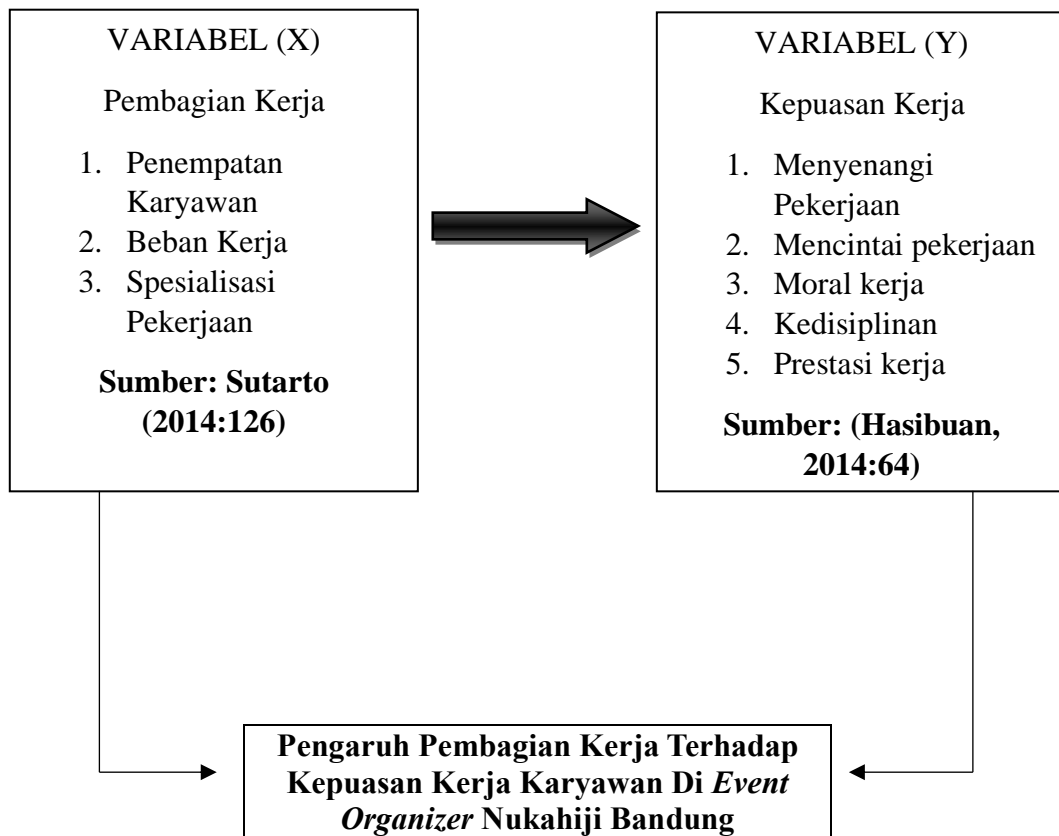 VARIABEL (X)
Pembagian Kerja
1. Penempatan
Karyawan
2. Beban Kerja
3. Spesialisasi
Pekerjaan
Sumber: Sutarto
(2014:126)
VARIABEL (Y)
Kepuasan Kerja
1. Menyenangi
Pekerjaan
2. Mencintai pekerjaan
3. Moral kerja
4. Kedisiplinan
5. Prestasi kerja
Sumber: (Hasibuan,
2014:64)
Pengaruh Pembagian Kerja Terhadap
Kepuasan Kerja Karyawan Di Event
Organizer Nukahiji Bandung